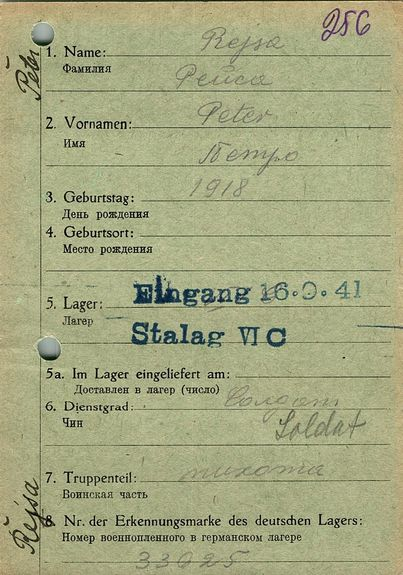 256
Peter
1. Name: Rejsa
Фамилия Рейса
2. Vornamen: Peter
Имя Петро
1918
3. Geburtstag:
День рождения
4. Geburtsort:
Место рождения
Eingang 16.9.41
5. Lager:
Лагер
Stalag VI C
5a. Im Lager eingeliefert am:
Доставлен в лагер (число)
6. Dienstgrad: Солдат
Чин Soldat
7. Truppenteil: пихота
Воинская часть
8 Nr. der Erkennungsmarke des deutschen Lagers:
Номер военнопленного в германском лагере
33025
Rejsa